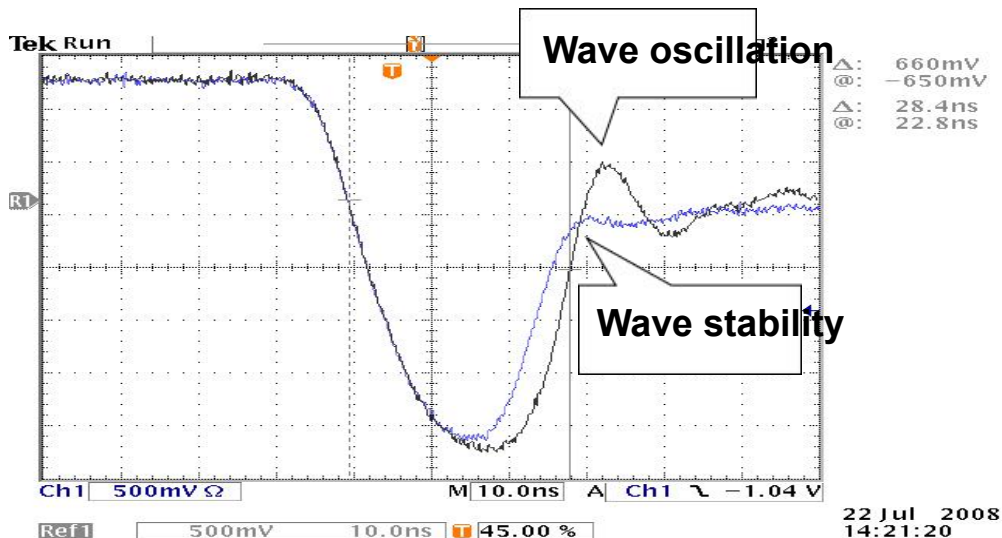 Tek Run
T
Wave oscillation
Δ: 660mV
@: −650mV
Δ: 28.4ns
@: 22.8ns
T
R1
Wave stability
Ch1 500mV Ω M 10.0ns A Ch1 −1.04 V
Ref1 500mV 10.0ns T 45.00 %
22 Jul 2008
14:21:20